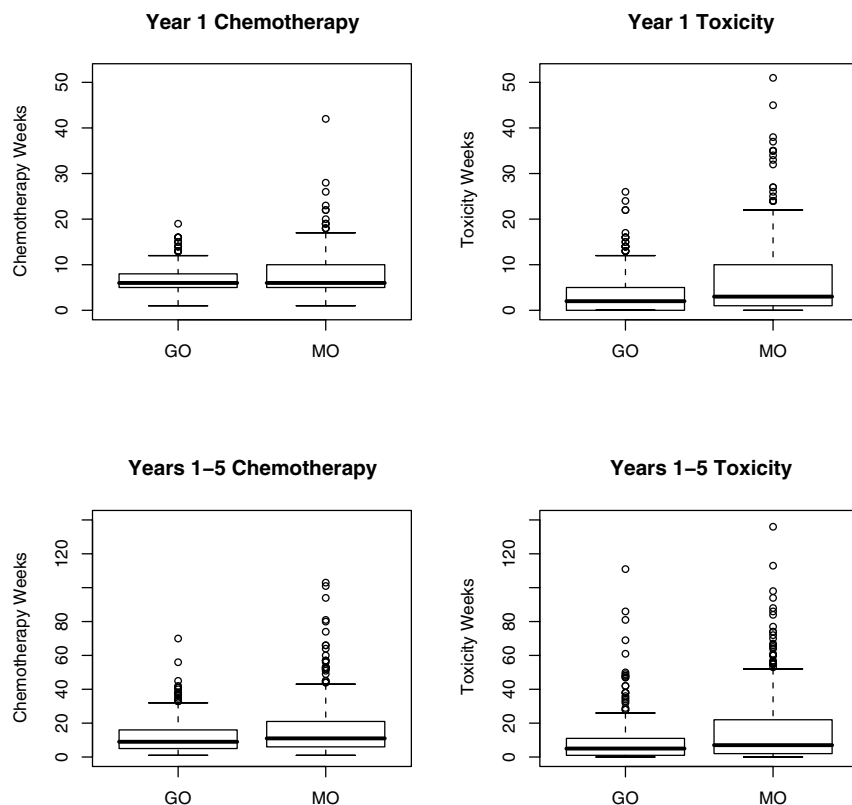 Year 1 Chemotherapy
Chemotherapy Weeks
50
40
30
20
10
0
GO MO
Year 1 Toxicity
Toxicity Weeks
50
40
30
20
10
0
GO MO
Years 1–5 Chemotherapy
Chemotherapy Weeks
120
80
60
40
20
0
GO MO
Years 1–5 Toxicity
Toxicity Weeks
120
80
60
40
20
0
GO MO